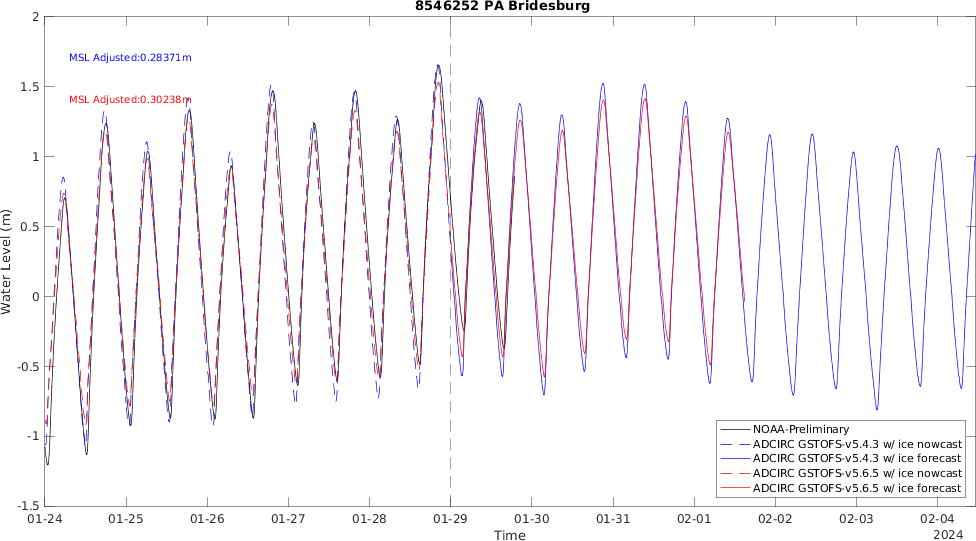 8546252 PA Bridesburg
MSL Adjusted:0.28371m
MSL Adjusted:0.30238m
Water Level (m)
2
1.5
1
0.5
0
-0.5
-1
-1.5
NOAA-Preliminary
ADCIRC GSTOFS-v5.4.3 w/ ice nowcast
ADCIRC GSTOFS-v5.4.3 w/ ice forecast
ADCIRC GSTOFS-v5.6.5 w/ ice nowcast
ADCIRC GSTOFS-v5.6.5 w/ ice forecast
01-24 01-25 01-26 01-27 01-28 01-29 01-30 01-31 02-01 02-02 02-03 02-04
Time
2024